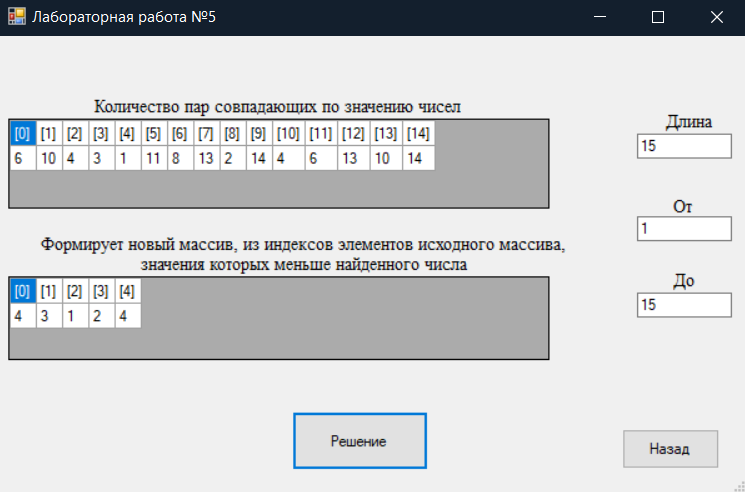 Лабораторная работа №5
Количество пар совпадающих по значению чисел
[0] [1] [2] [3] [4] [5] [6] [7] [8] [9] [10] [11] [12] [13] [14]
6 10 4 3 1 11 8 13 2 14 4 6 13 10 14
Длина
15
От
1
До
15
Формирует новый массив, из индексов элементов исходного массива,
значения которых меньше найденного числа
[0] [1] [2] [3] [4]
4 3 1 2 4
Решение
Назад